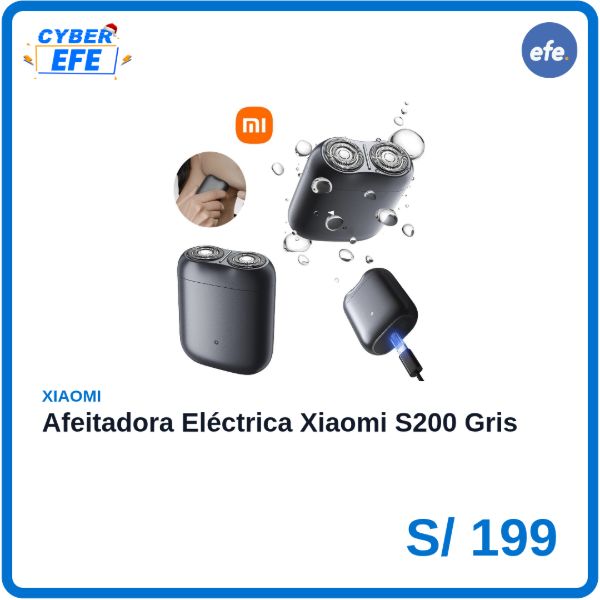 CYBER
EFE
efe.
mi
XIAOMI
Afeitadora Eléctrica Xiaomi S200 Gris
S/ 199